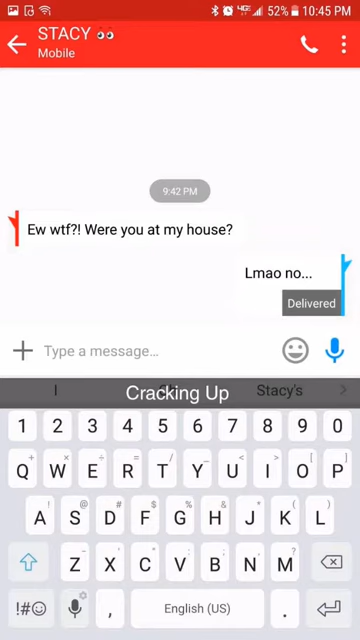 52% 10:45 PM
STACY 👀
Mobile
9:42 PM
Ew wtf?! Were you at my house?
Lmao no...
Delivered
Type a message...
I Stacy's
Cracking Up
1 2 3 4 5 6 7 8 9 0
Q W E R T Y U I O P
A S D F G H J K L
Z X C V B N M
!#☺ , English (US) .